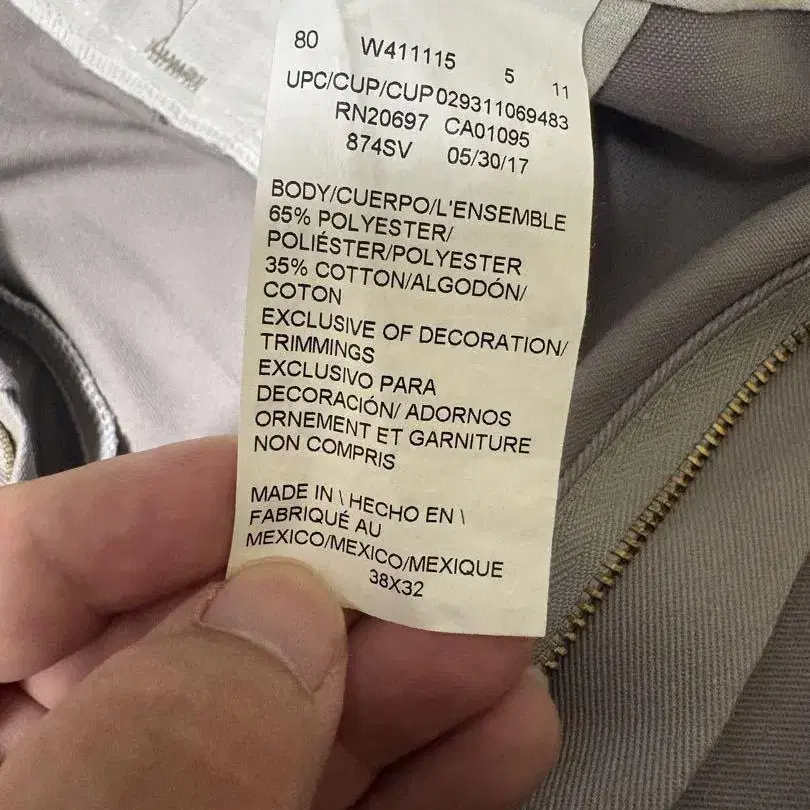 80 W411115 5 11
UPC/CUP/CUP 029311069483
RN20697 CA01095
874SV 05/30/17
BODY/CUERPO/L'ENSEMBLE
65% POLYESTER/
POLIÉSTER/POLYESTER
35% COTTON/ALGODÓN/
COTON
EXCLUSIVE OF DECORATION/
TRIMMINGS
EXCLUSIVO PARA
DECORACIÓN/ ADORNOS
ORNEMENT ET GARNITURE
NON COMPRIS
MADE IN \ HECHO EN \
FABRIQUÉ AU
MEXICO/MEXICO/MEXIQUE
38X32